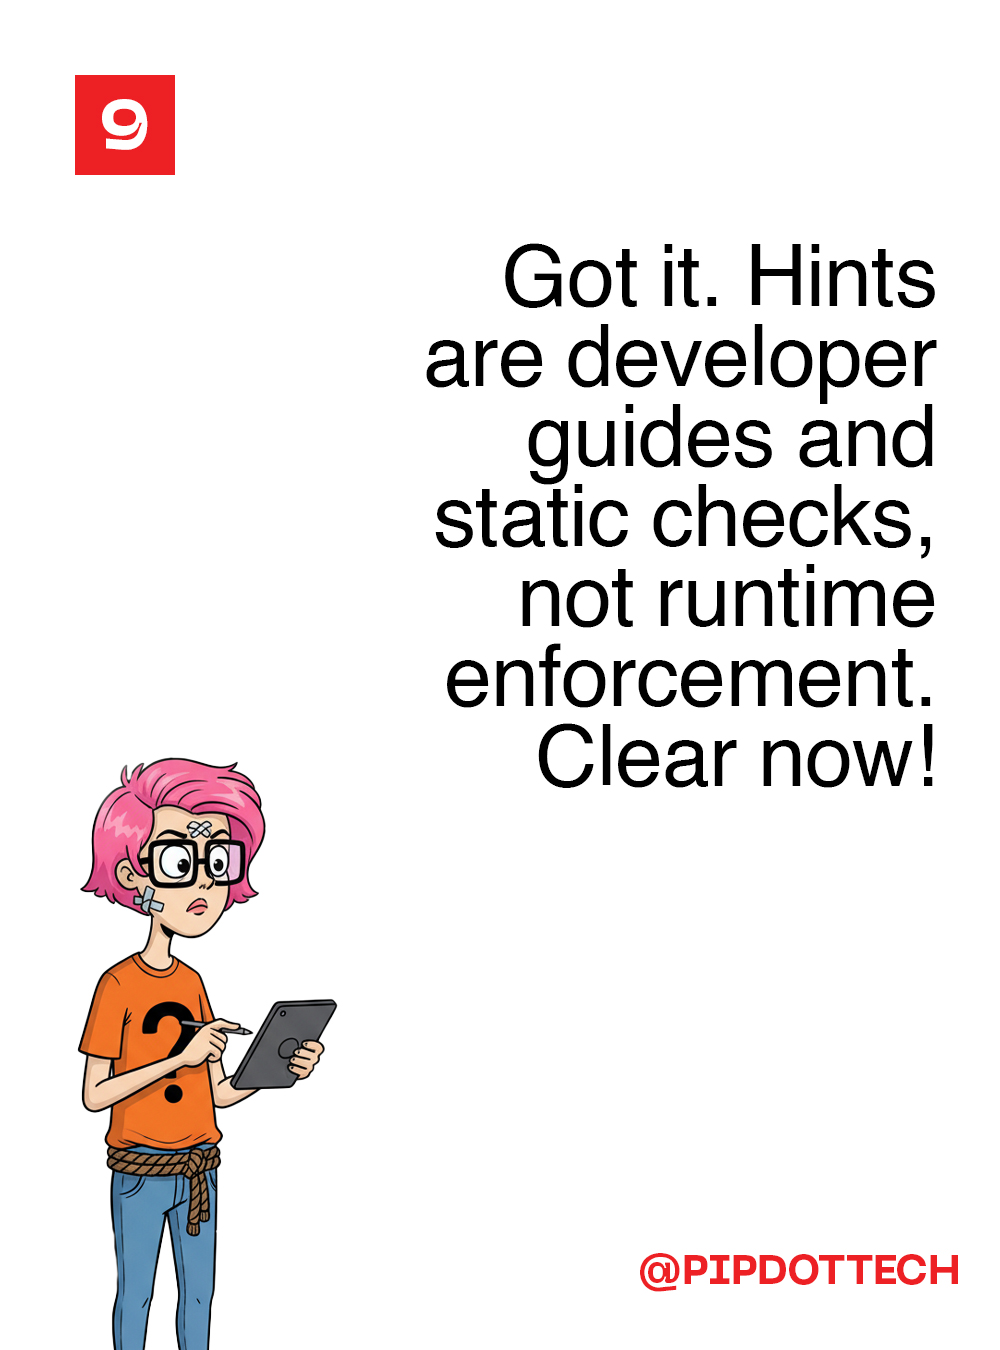 9
Got it. Hints
are developer
guides and
static checks,
not runtime
enforcement.
Clear now!
?
@PIPDOTTECH